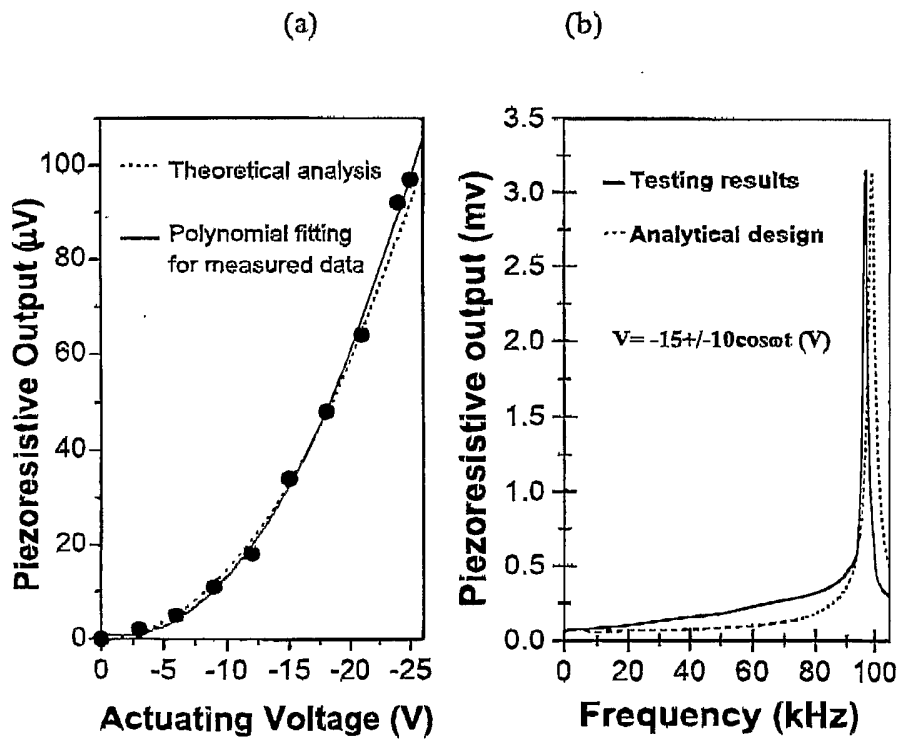 (a)
Piezoresistive Output (μV)
100
80
60
40
20
0
Theoretical analysis
Polynomial fitting
for measured data
0 -5 -10 -15 -20 -25
Actuating Voltage (V)
(b)
Piezoresistive output (mv)
3.5
3.0
2.5
2.0
1.5
1.0
0.5
0.0
Testing results
Analytical design
V= -15+/-10cosωt (V)
0 20 40 60 80 100
Frequency (kHz)